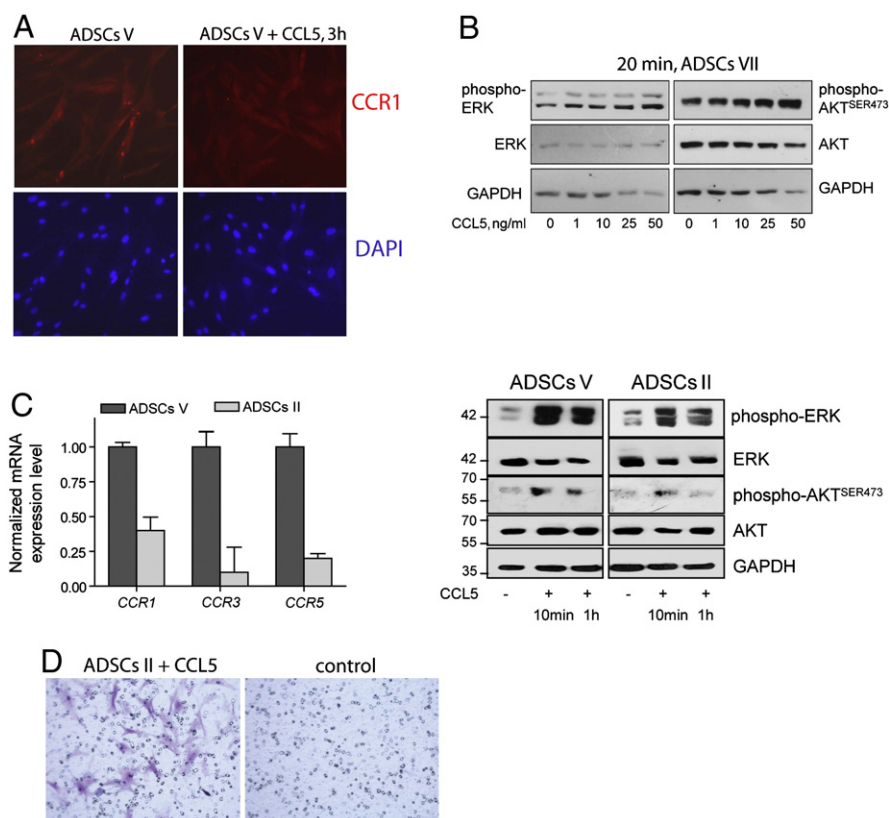 A
ADSCs V
ADSCs V + CCL5, 3h
CCR1
DAPI
B
20 min, ADSCs VII
phospho-
ERK
phospho-
AKT^SER473
ERK
AKT
GAPDH
GAPDH
CCL5, ng/ml
0 1 10 25 50
0 1 10 25 50
C
ADSCs V
ADSCs II
Normalized mRNA
expression level
1.00
0.75
0.50
0.25
0.00
CCR1
CCR3
CCR5
ADSCs V
ADSCs II
42
phospho-ERK
42
ERK
70
55
phospho-AKT^SER473
70
55
AKT
35
GAPDH
CCL5 - + + - + +
10min 1h 10min 1h
D
ADSCs II + CCL5
control